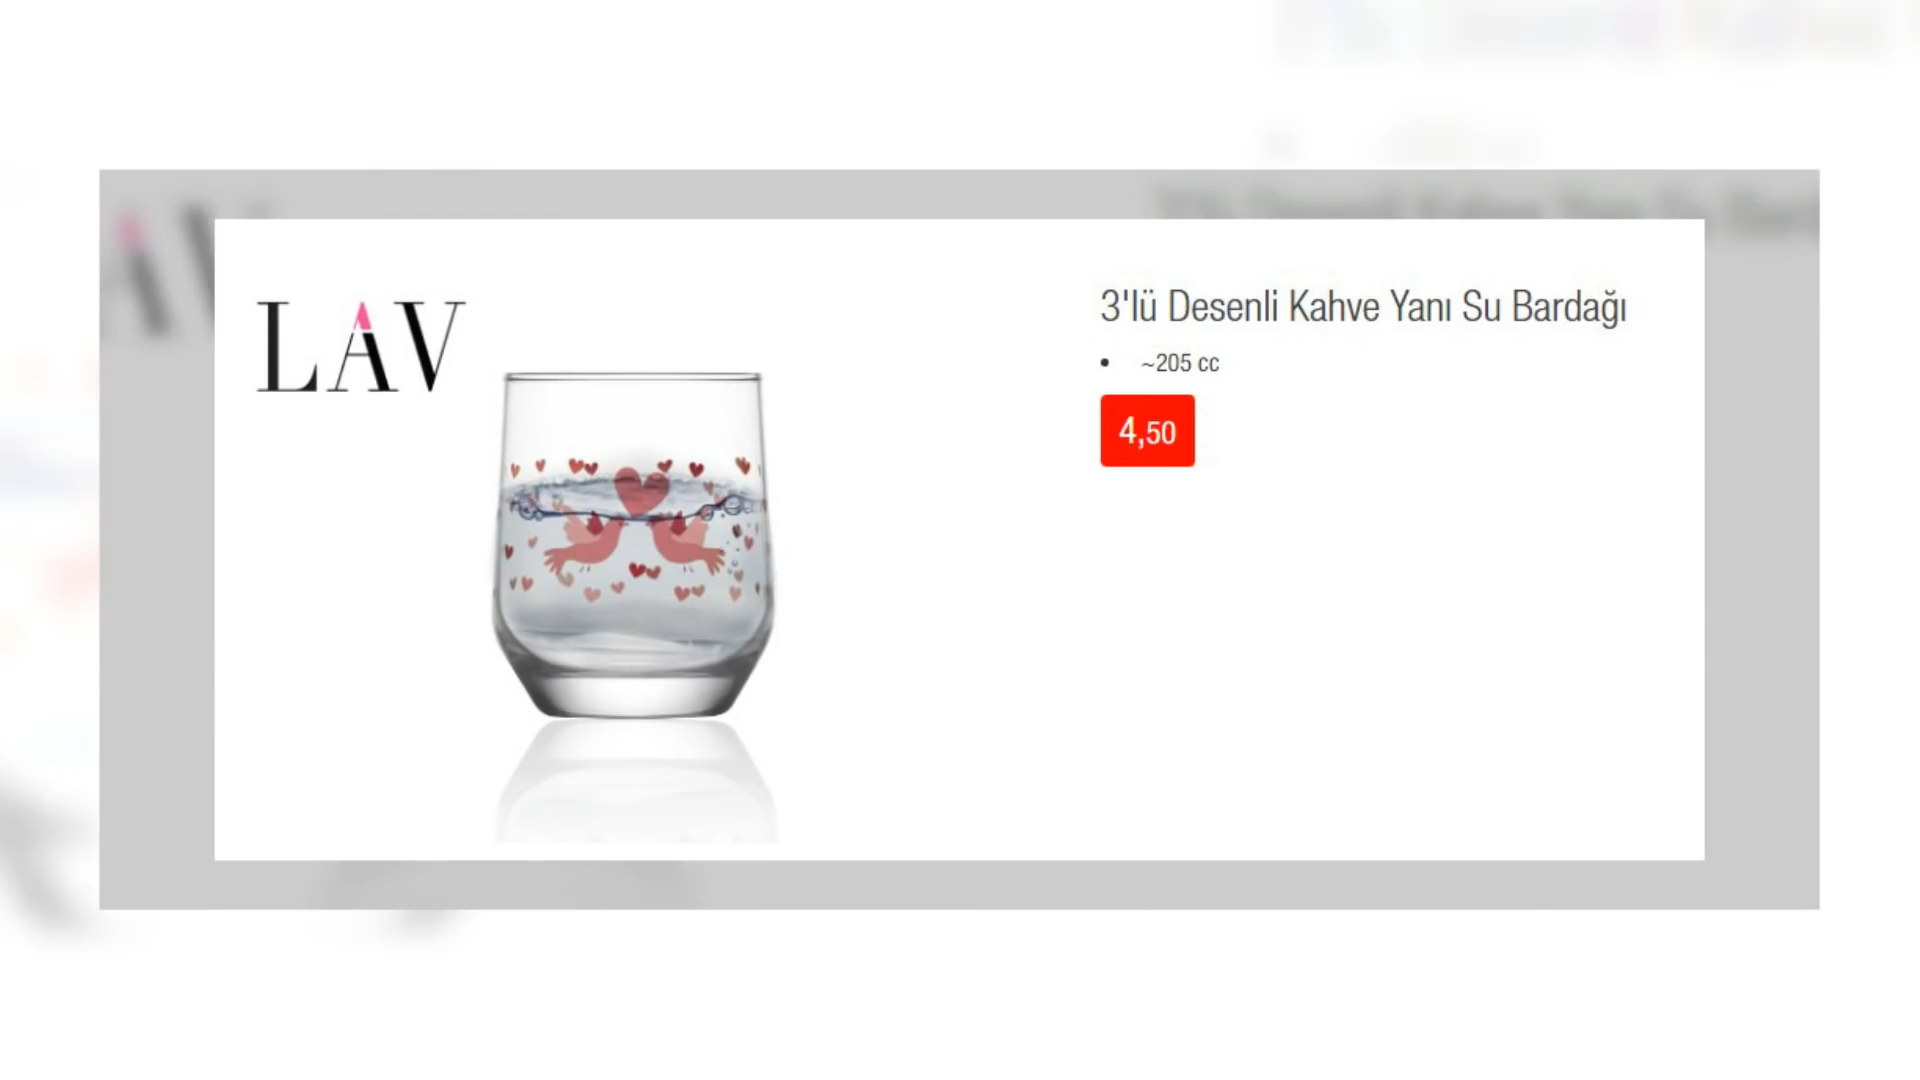 LAV
3'lü Desenli Kahve Yanı Su Bardağı
• ~205 cc
4,50